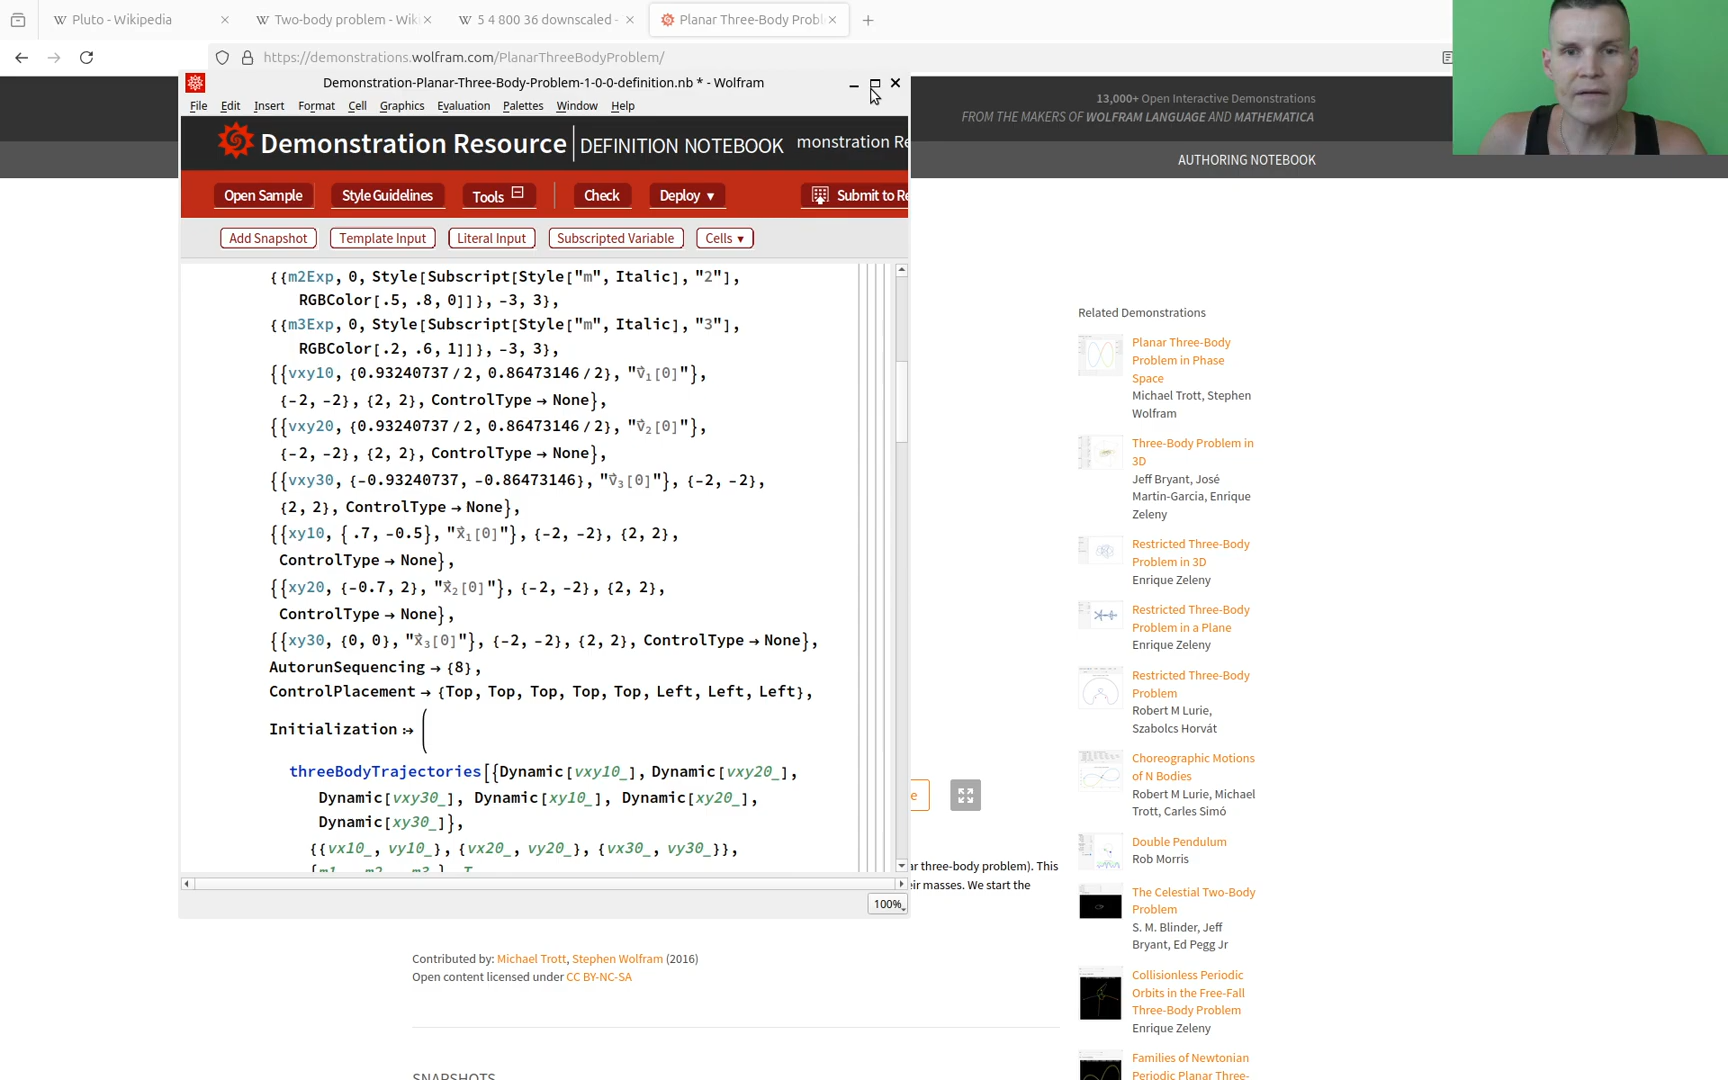 Pluto - Wikipedia
Two-body problem - Wik
5 4 800 36 downscaled -
Planar Three-Body Probl
https://demonstrations.wolfram.com/PlanarThreeBodyProblem/
Demonstration-Planar-Three-Body-Problem-1-0-0-definition.nb * - Wolfram
File Edit Insert Format Cell Graphics Evaluation Palettes Window Help
Demonstration Resource | DEFINITION NOTEBOOK monstration Re
Open Sample Style Guidelines Tools Check Deploy ▾ Submit to Re
Add Snapshot Template Input Literal Input Subscripted Variable Cells ▾
{{m2Exp, 0, Style[Subscript[Style["m", Italic], "2"],
RGBColor[.5, .8, 0]]}, -3, 3},
{{m3Exp, 0, Style[Subscript[Style["m", Italic], "3"],
RGBColor[.2, .6, 1]]}, -3, 3},
{{vxy10, {0.93240737/2, 0.86473146/2}, "v⃗₁[0]"},
{-2, -2}, {2, 2}, ControlType→None},
{{vxy20, {0.93240737/2, 0.86473146/2}, "v⃗₂[0]"},
{-2, -2}, {2, 2}, ControlType→None},
{{vxy30, {-0.93240737, -0.86473146}, "v⃗₃[0]"}, {-2, -2},
{2, 2}, ControlType→None},
{{xy10, {.7, -0.5}, "x⃗₁[0]"}, {-2, -2}, {2, 2},
ControlType→None},
{{xy20, {-0.7, 2}, "x⃗₂[0]"}, {-2, -2}, {2, 2},
ControlType→None},
{{xy30, {0, 0}, "x⃗₃[0]"}, {-2, -2}, {2, 2}, ControlType→None},
AutorunSequencing→{8},
ControlPlacement→{Top, Top, Top, Top, Top, Left, Left, Left},
Initialization:→(
threeBodyTrajectories[{Dynamic[vxy10_], Dynamic[vxy20_],
Dynamic[vxy30_], Dynamic[xy10_], Dynamic[xy20_],
Dynamic[xy30_]},
{{vx10_, vy10_}, {vx20_, vy20_}, {vx30_, vy30_}},
100%
13,000+ Open Interactive Demonstrations
FROM THE MAKERS OF WOLFRAM LANGUAGE AND MATHEMATICA
AUTHORING NOTEBOOK
e
ar three-body problem). This
eir masses. We start the
Contributed by: Michael Trott, Stephen Wolfram (2016)
Open content licensed under CC BY-NC-SA
SNAPSHOTS
Related Demonstrations
Planar Three-Body
Problem in Phase
Space
Michael Trott, Stephen
Wolfram
Three-Body Problem in
3D
Jeff Bryant, José
Martin-Garcia, Enrique
Zeleny
Restricted Three-Body
Problem in 3D
Enrique Zeleny
Restricted Three-Body
Problem in a Plane
Enrique Zeleny
Restricted Three-Body
Problem
Robert M Lurie,
Szabolcs Horvát
Choreographic Motions
of N Bodies
Robert M Lurie, Michael
Trott, Carles Simó
Double Pendulum
Rob Morris
The Celestial Two-Body
Problem
S. M. Blinder, Jeff
Bryant, Ed Pegg Jr
Collisionless Periodic
Orbits in the Free-Fall
Three-Body Problem
Enrique Zeleny
Families of Newtonian
Periodic Planar Three-